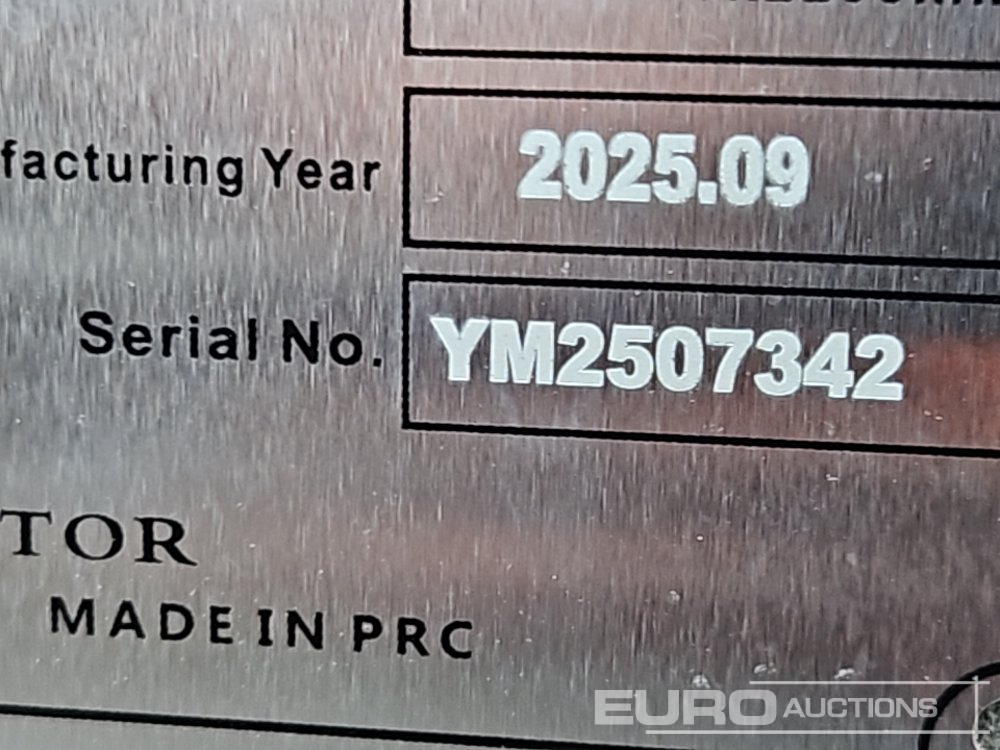 facturing Year 2025.09
Serial No. YM2507342
TOR
MADE IN PRC
EURO AUCTIONS